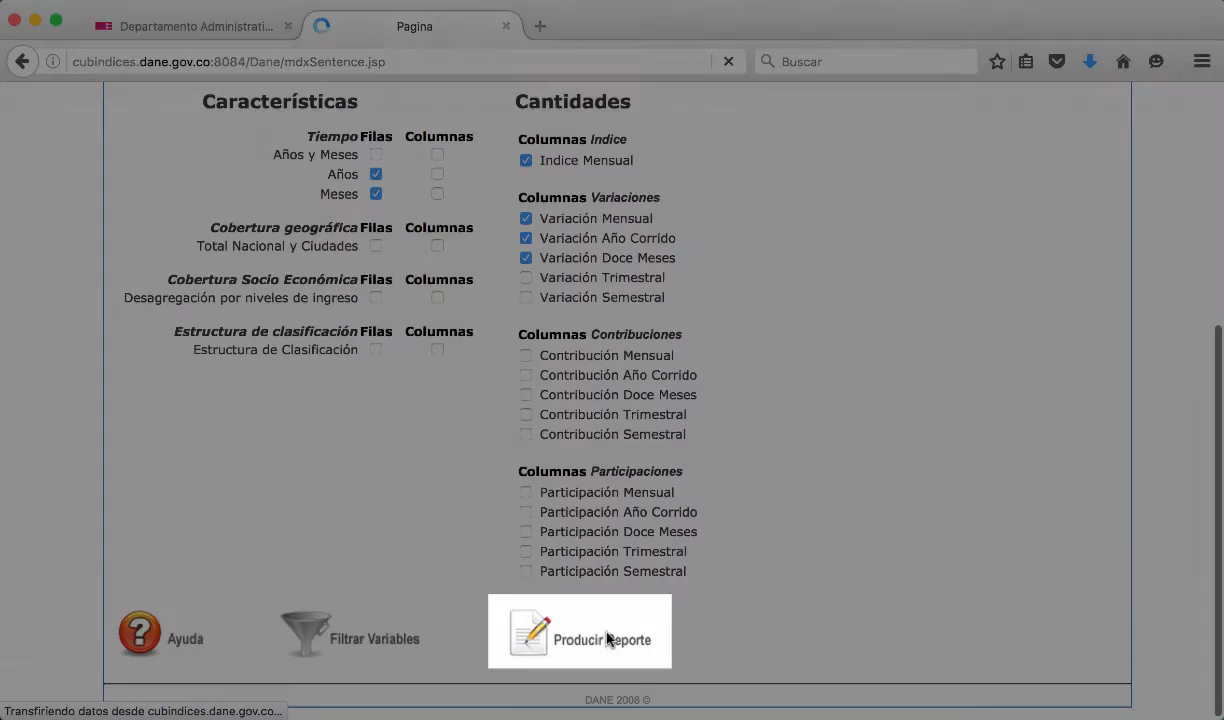 Departamento Administrati...
Pagina
cubindices.dane.gov.co:8084/Dane/mdxSentence.jsp
Buscar
Características
Tiempo Filas Columnas
Años y Meses
Años
Meses
Cobertura geográfica Filas Columnas
Total Nacional y Ciudades
Cobertura Socio Económica Filas Columnas
Desagregación por niveles de ingreso
Estructura de clasificación Filas Columnas
Estructura de Clasificación
Cantidades
Columnas Indice
Indice Mensual
Columnas Variaciones
Variación Mensual
Variación Año Corrido
Variación Doce Meses
Variación Trimestral
Variación Semestral
Columnas Contribuciones
Contribución Mensual
Contribución Año Corrido
Contribución Doce Meses
Contribución Trimestral
Contribución Semestral
Columnas Participaciones
Participación Mensual
Participación Año Corrido
Participación Doce Meses
Participación Trimestral
Participación Semestral
Ayuda
Filtrar Variables
Producir Reporte
DANE 2008 ©
Transfiriendo datos desde cubindices.dane.gov.co...